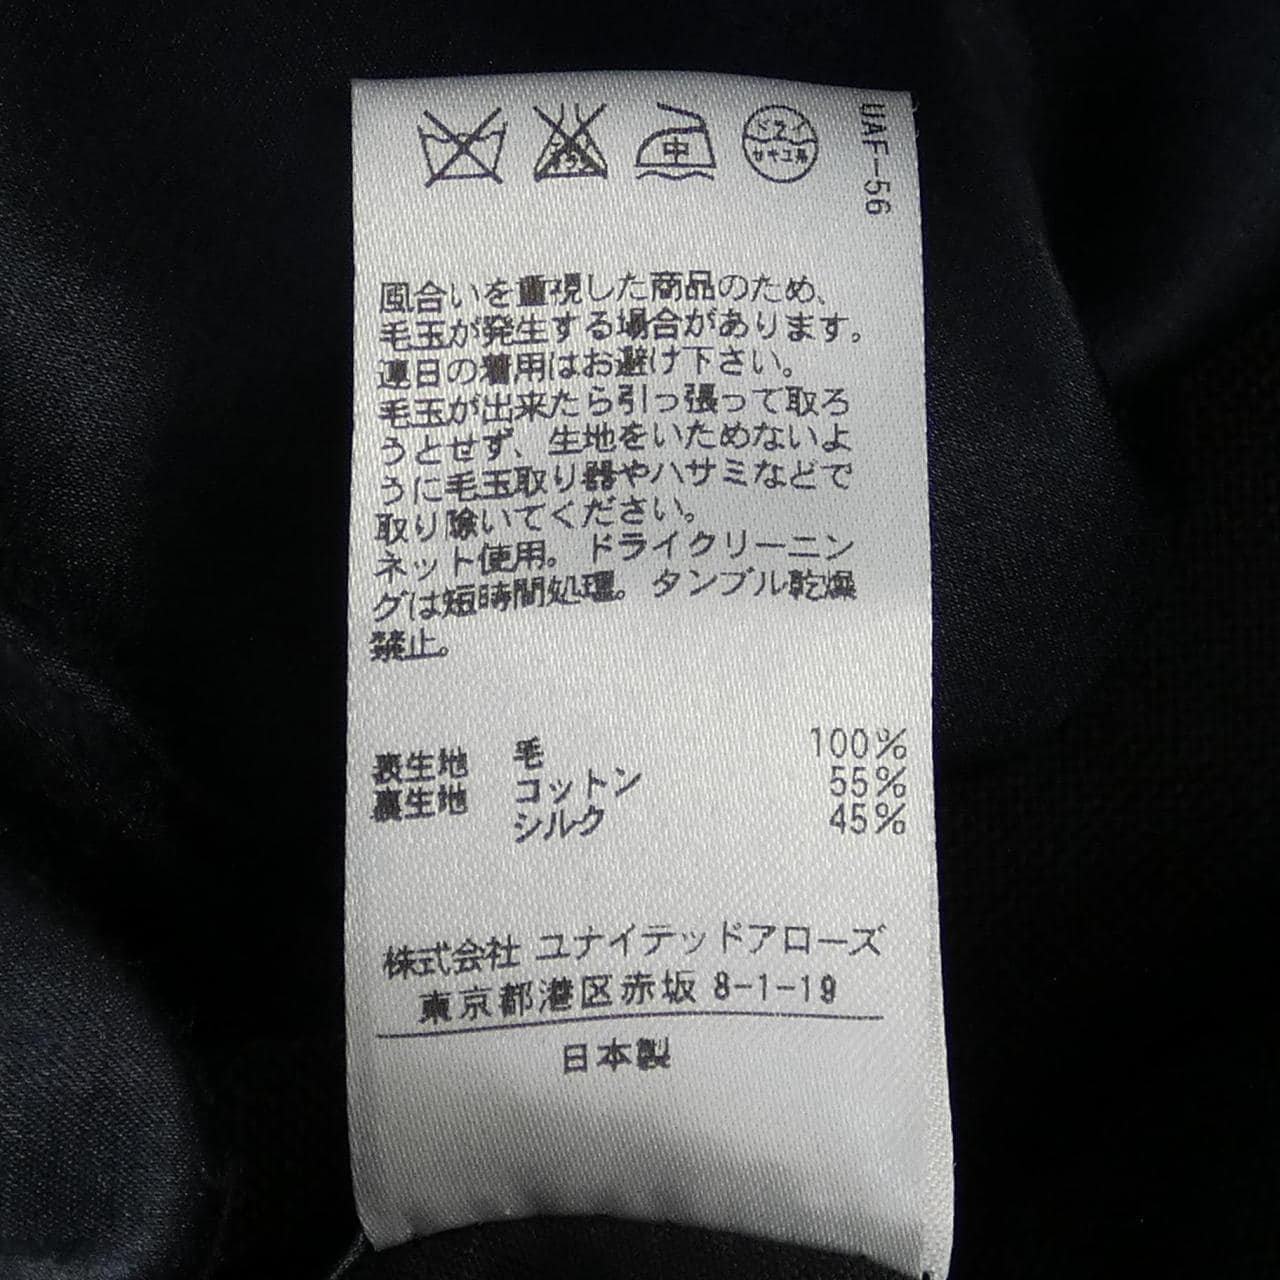 UAF-56
中
ドライ
セキユ系
風合いを重視した商品のため、
毛玉が発生する場合があります。
連日の着用はお避け下さい。
毛玉が出来たら引っ張って取ろ
うとせず、生地をいためないよ
うに毛玉取り器やハサミなどで
取り除いてください。
ネット使用。ドライクリーニン
グは短時間処理。タンブル乾燥
禁止。
表生地 毛 100%
裏生地 コットン 55%
シルク 45%
株式会社 ユナイテッドアローズ
東京都港区赤坂 8-1-19
日本製